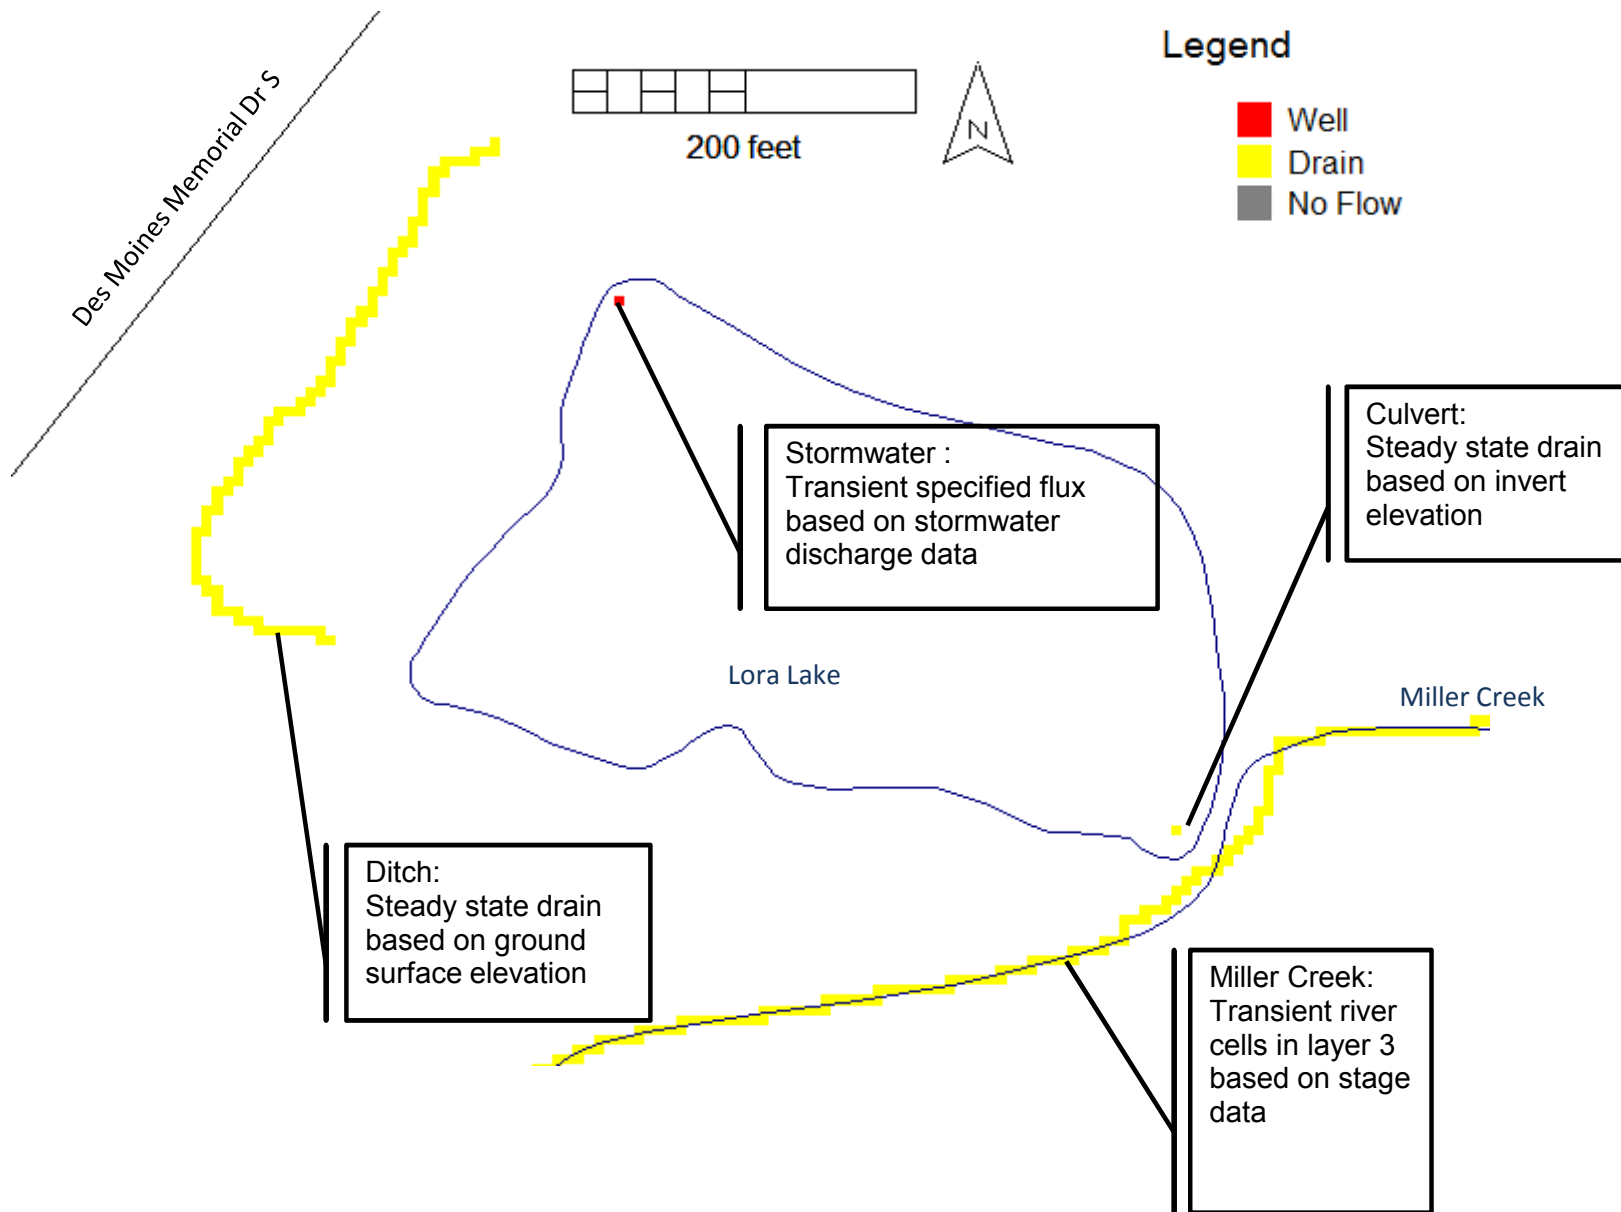 Legend
Well
Drain
No Flow
200 feet
N
Des Moines Memorial Dr S
Stormwater :
Transient specified flux
based on stormwater
discharge data
Culvert:
Steady state drain
based on invert
elevation
Lora Lake
Miller Creek
Ditch:
Steady state drain
based on ground
surface elevation
Miller Creek:
Transient river
cells in layer 3
based on stage
data